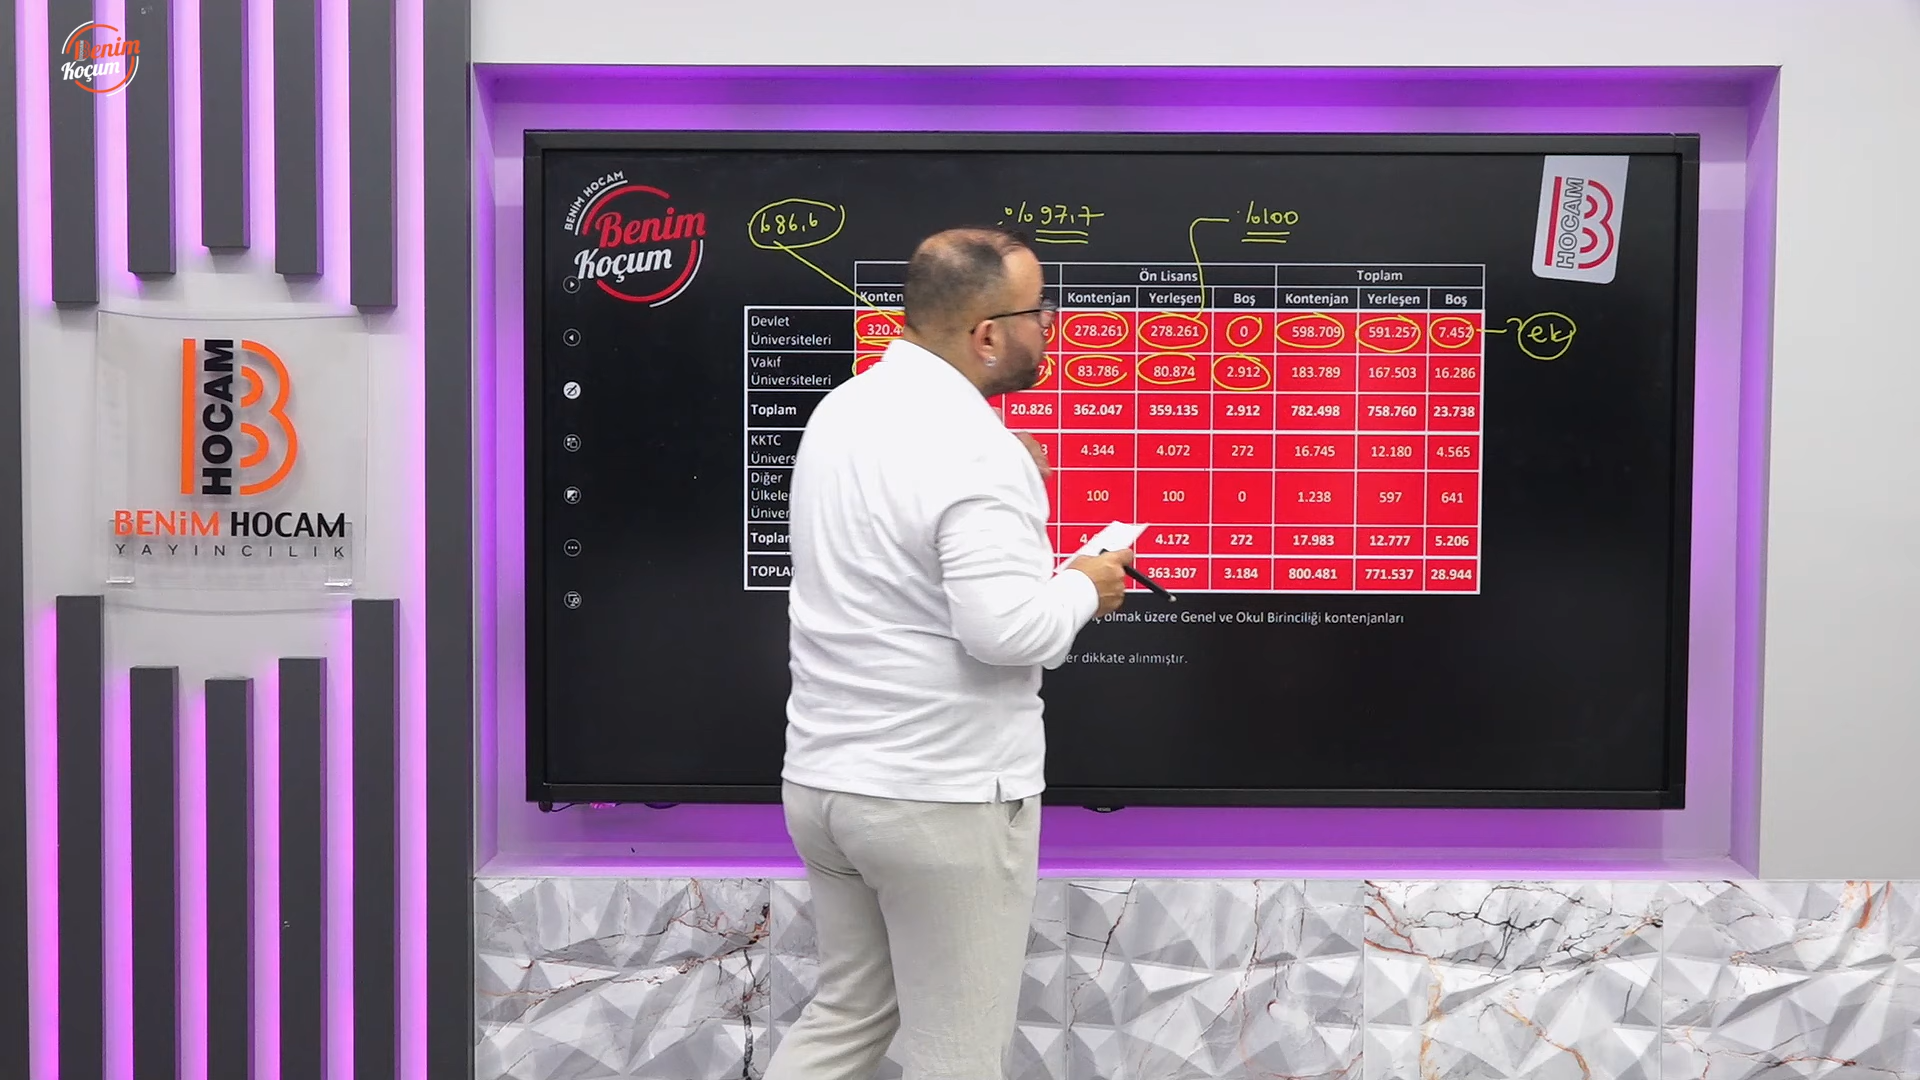 Benim
Koçum
HOCAM
BENiM HOCAM
YAYINCILIK
BENİM HOCAM
Benim
Koçum
HOCAM
%86,6
%97,7
%100
Ön Lisans Toplam
Kontenjan Yerleşen Boş Kontenjan Yerleşen Boş
Devlet Üniversiteleri 278.261 278.261 0 598.709 591.257 7.452 ek
Vakıf Üniversiteleri 83.786 80.874 2.912 183.789 167.503 16.286
Toplam 20.826 362.047 359.135 2.912 782.498 758.760 23.738
KKTC 4.344 4.072 272 16.745 12.180 4.565
Diğer 100 100 0 1.238 597 641
4.172 272 17.983 12.777 5.206
363.307 3.184 800.481 771.537 28.944
olmak üzere Genel ve Okul Birinciliği kontenjanları
dikkate alınmıştır.